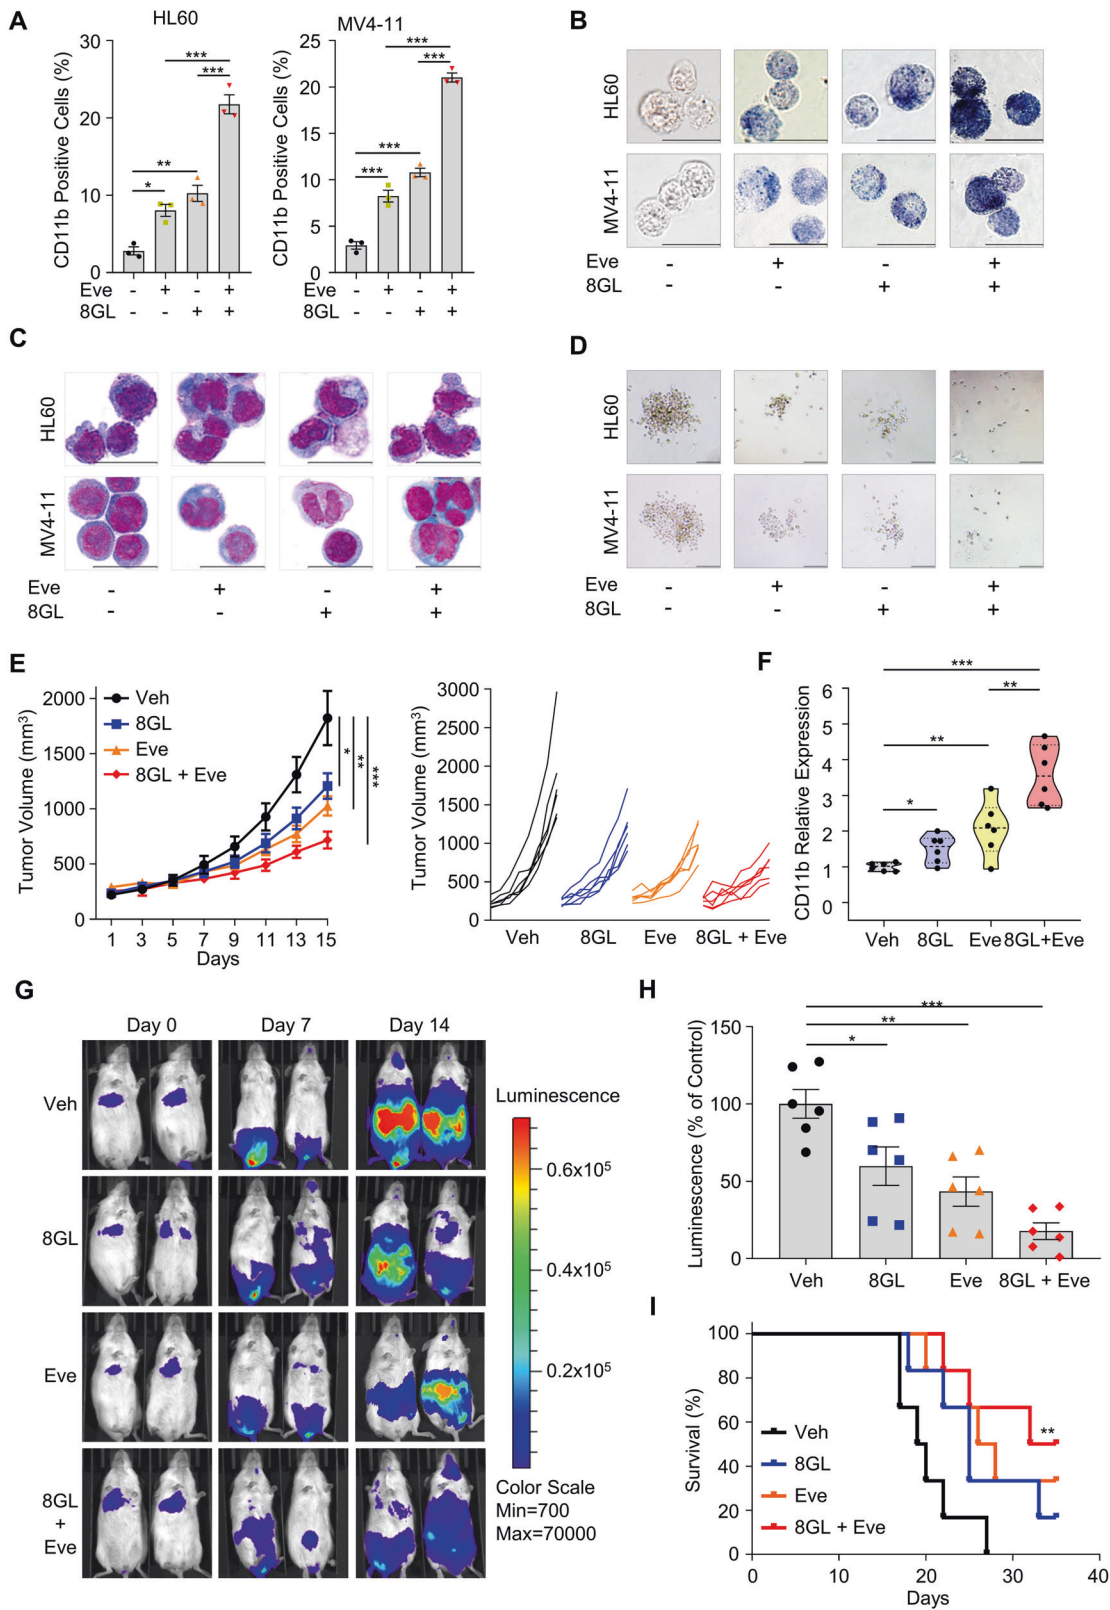 A
HL60
CD11b Positive Cells (%)
30
20
10
0
***
***
**
*
Eve - + - +
8GL - - + +
MV4-11
CD11b Positive Cells (%)
25
20
15
10
5
0
***
***
***
***
- + - +
- - + +
B
HL60
MV4-11
Eve - + - +
8GL - - + +
C
HL60
MV4-11
Eve - + - +
8GL - - + +
D
HL60
MV4-11
Eve - + - +
8GL - - + +
E
Tumor Volume (mm³)
2000
1500
1000
500
0
Veh
8GL
Eve
8GL + Eve
*
**
***
1 3 5 7 9 11 13 15
Days
Tumor Volume (mm³)
3000
2500
2000
1500
1000
500
0
Veh 8GL Eve 8GL + Eve
F
CD11b Relative Expression
6
5
4
3
2
1
0
***
**
**
*
Veh 8GL Eve 8GL+Eve
G
Day 0 Day 7 Day 14
Veh
8GL
Eve
8GL
+
Eve
Luminescence
0.6x10⁵
0.4x10⁵
0.2x10⁵
Color Scale
Min=700
Max=70000
H
Luminescence (% of Control)
150
100
50
0
***
**
*
Veh 8GL Eve 8GL + Eve
I
Survival (%)
100
80
60
40
20
0
Veh
8GL
Eve
8GL + Eve
**
0 10 20 30 40
Days